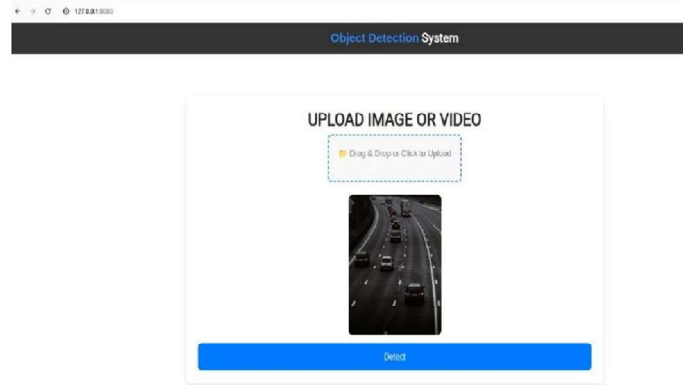 127.0.0.1:8080
Object Detection System
UPLOAD IMAGE OR VIDEO
Drag & Drop or Click to Upload
Detect